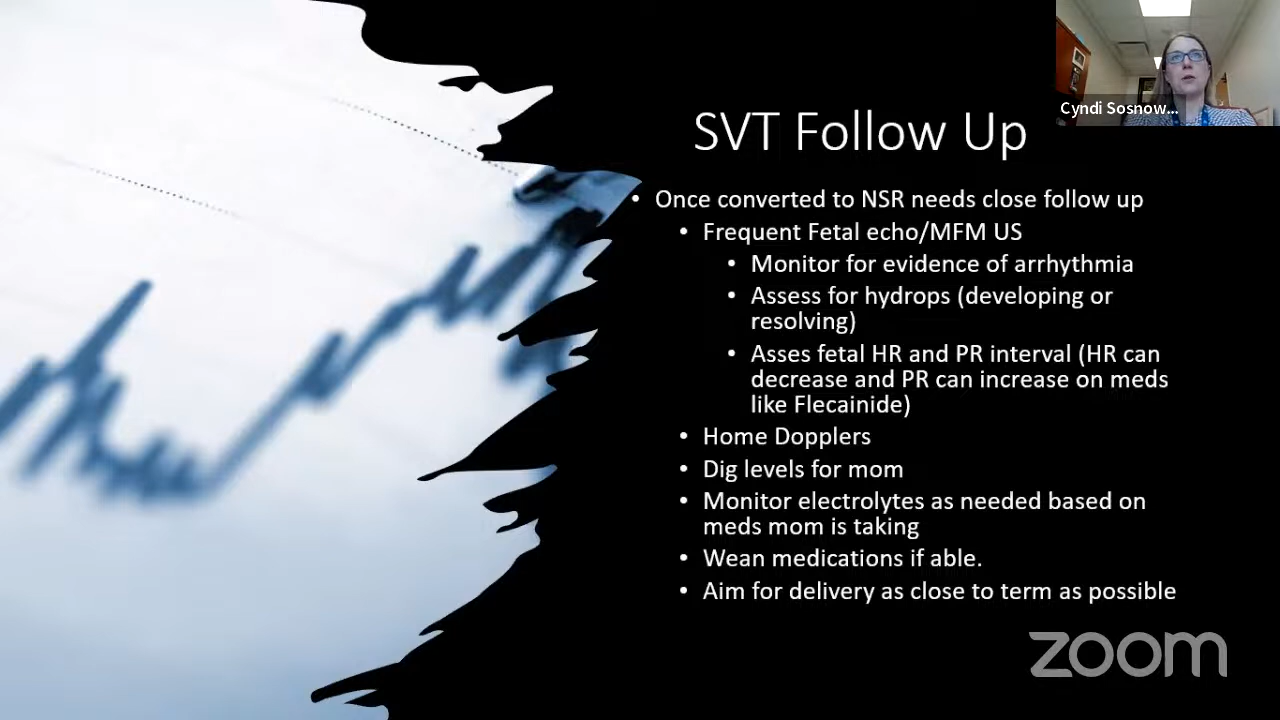 Cyndi Sosnow...
SVT Follow Up
• Once converted to NSR needs close follow up
• Frequent Fetal echo/MFM US
• Monitor for evidence of arrhythmia
• Assess for hydrops (developing or
resolving)
• Asses fetal HR and PR interval (HR can
decrease and PR can increase on meds
like Flecainide)
• Home Dopplers
• Dig levels for mom
• Monitor electrolytes as needed based on
meds mom is taking
• Wean medications if able.
• Aim for delivery as close to term as possible
zoom